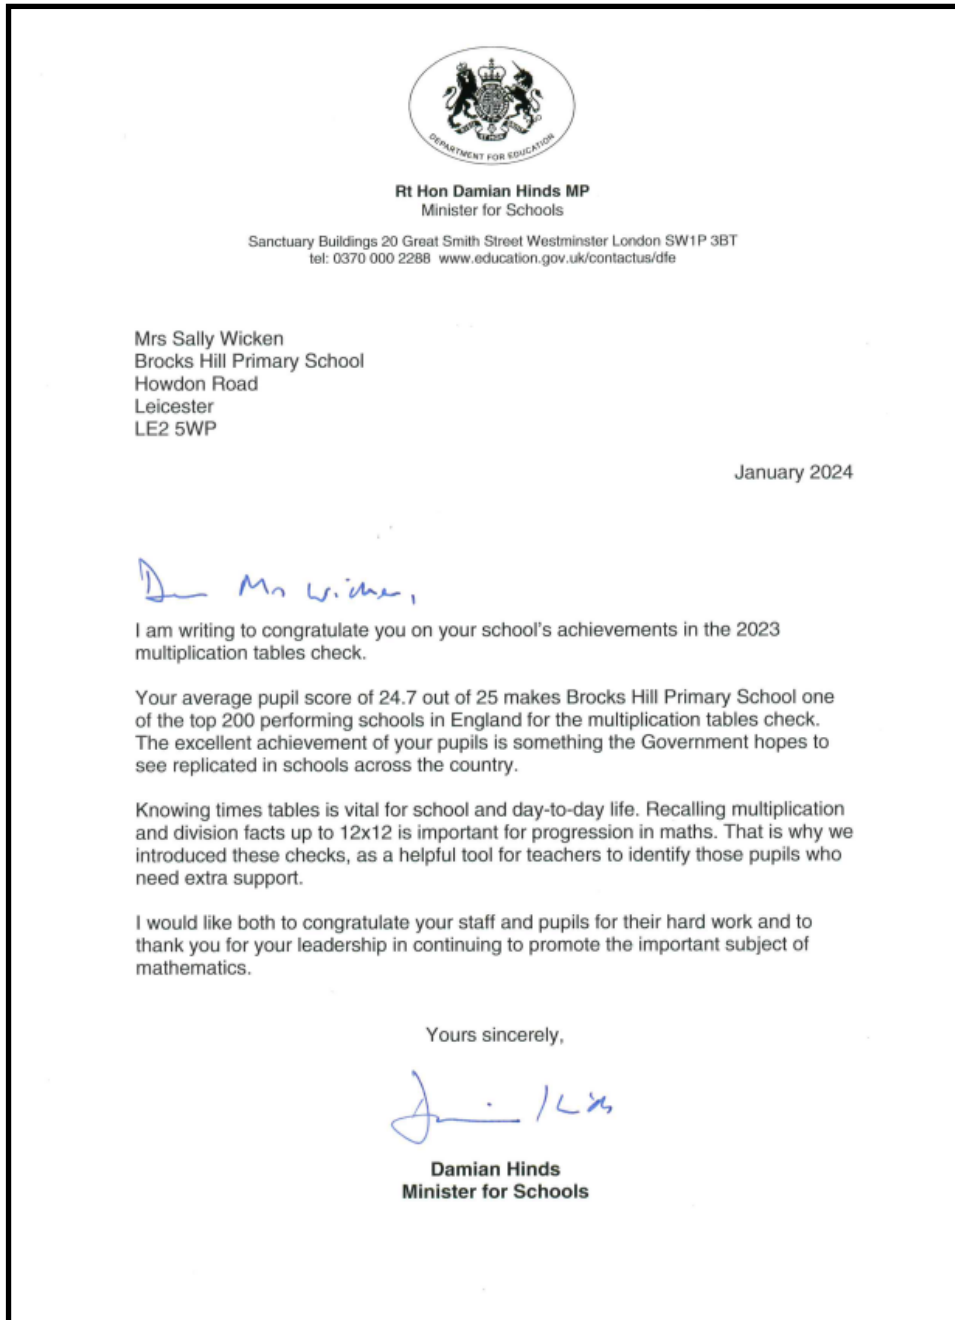 DEPARTMENT FOR EDUCATION
Rt Hon Damian Hinds MP
Minister for Schools
Sanctuary Buildings 20 Great Smith Street Westminster London SW1P 3BT
tel: 0370 000 2288 www.education.gov.uk/contactus/dfe
Mrs Sally Wicken
Brocks Hill Primary School
Howdon Road
Leicester
LE2 5WP
January 2024
Dear Mrs Wicken,
I am writing to congratulate you on your school's achievements in the 2023
multiplication tables check.
Your average pupil score of 24.7 out of 25 makes Brocks Hill Primary School one
of the top 200 performing schools in England for the multiplication tables check.
The excellent achievement of your pupils is something the Government hopes to
see replicated in schools across the country.
Knowing times tables is vital for school and day-to-day life. Recalling multiplication
and division facts up to 12x12 is important for progression in maths. That is why we
introduced these checks, as a helpful tool for teachers to identify those pupils who
need extra support.
I would like both to congratulate your staff and pupils for their hard work and to
thank you for your leadership in continuing to promote the important subject of
mathematics.
Yours sincerely,
Damian Hinds
Damian Hinds
Minister for Schools